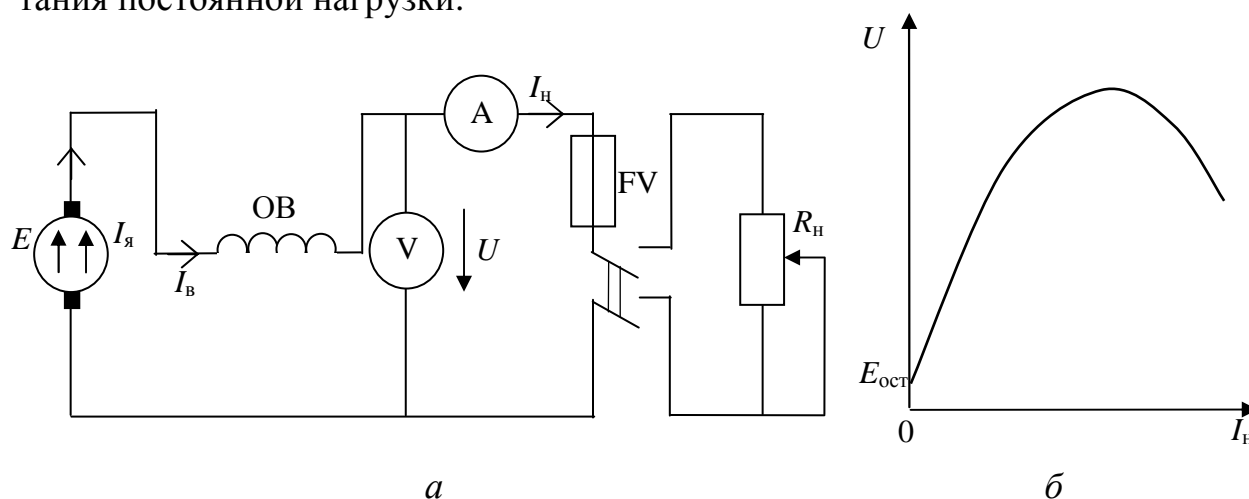 тания постоянной нагрузки.
U
A
Iн
FV
OB
Rн
E
Iя
V
U
Iв
Eост
0
Iн
а
б